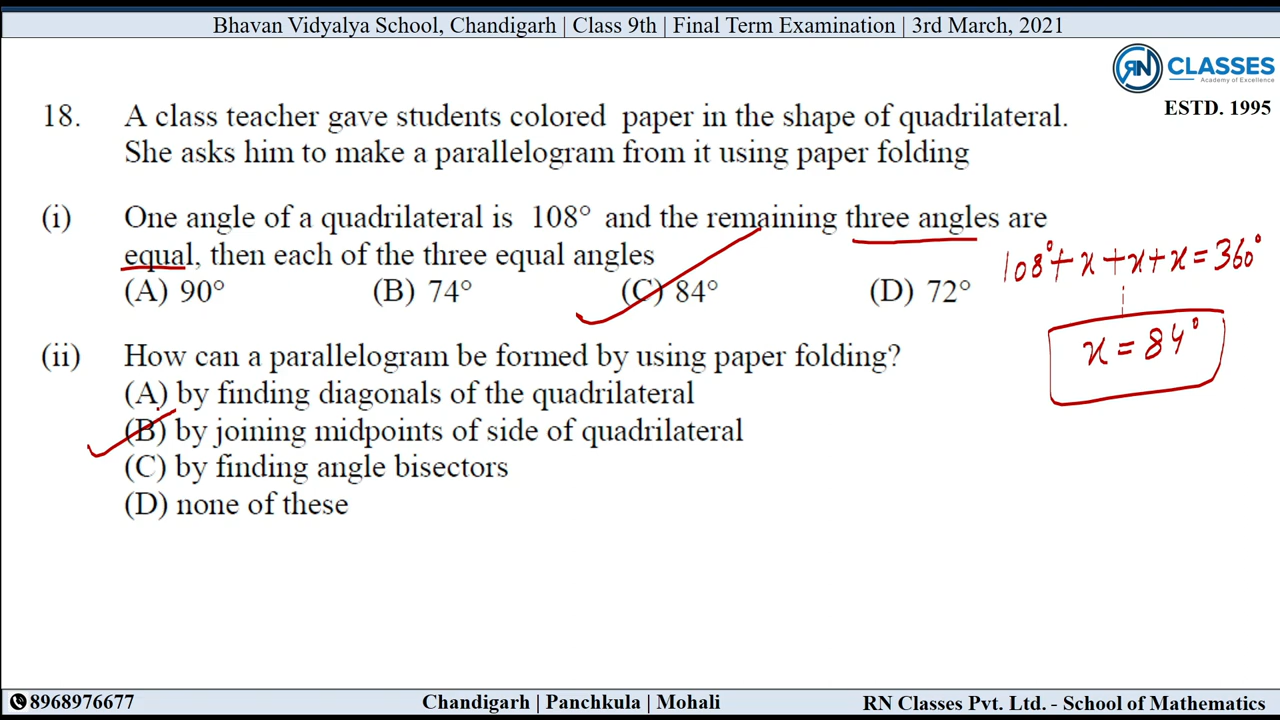 Bhavan Vidyalya School, Chandigarh | Class 9th | Final Term Examination | 3rd March, 2021
RN CLASSES
Academy of Excellence
ESTD. 1995
18. A class teacher gave students colored paper in the shape of quadrilateral.
She asks him to make a parallelogram from it using paper folding
(i) One angle of a quadrilateral is 108° and the remaining three angles are
equal, then each of the three equal angles
(A) 90° (B) 74° (C) 84° (D) 72°
108° + x + x + x = 360°
x = 84°
(ii) How can a parallelogram be formed by using paper folding?
(A) by finding diagonals of the quadrilateral
(B) by joining midpoints of side of quadrilateral
(C) by finding angle bisectors
(D) none of these
8968976677
Chandigarh | Panchkula | Mohali
RN Classes Pvt. Ltd. - School of Mathematics